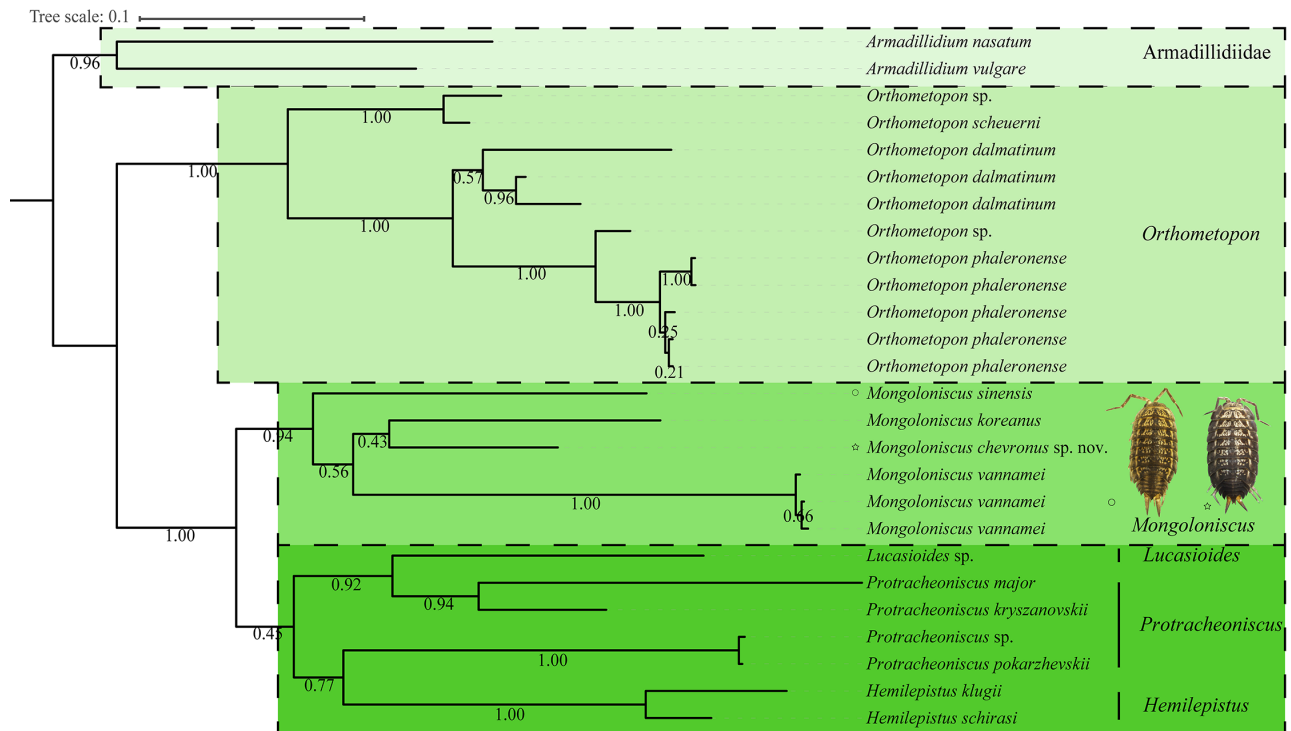 Tree scale: 0.1
Armadillidium nasatum
Armadillidiidae
0.96
Armadillidium vulgare
Orthometopon sp.
1.00
Orthometopon scheuerni
Orthometopon dalmatinum
1.00
0.57
Orthometopon dalmatinum
0.96
Orthometopon dalmatinum
1.00
Orthometopon sp.
Orthometopon
Orthometopon phaleronense
1.00
1.00
Orthometopon phaleronense
1.00
Orthometopon phaleronense
0.25
Orthometopon phaleronense
Orthometopon phaleronense
0.21
Mongoloniscus sinensis
Mongoloniscus koreanus
0.94
0.43
Mongoloniscus chevronus sp. nov.
0.56
Mongoloniscus vannamei
1.00
Mongoloniscus vannamei
0.66
Mongoloniscus vannamei
Mongoloniscus
1.00
Lucasioides sp.
Lucasioides
0.92
Protracheoniscus major
0.94
Protracheoniscus kryszanovskii
Protracheoniscus
0.45
Protracheoniscus sp.
1.00
Protracheoniscus pokarzhevskii
0.77
Hemilepistus klugii
Hemilepistus
1.00
Hemilepistus schirasi